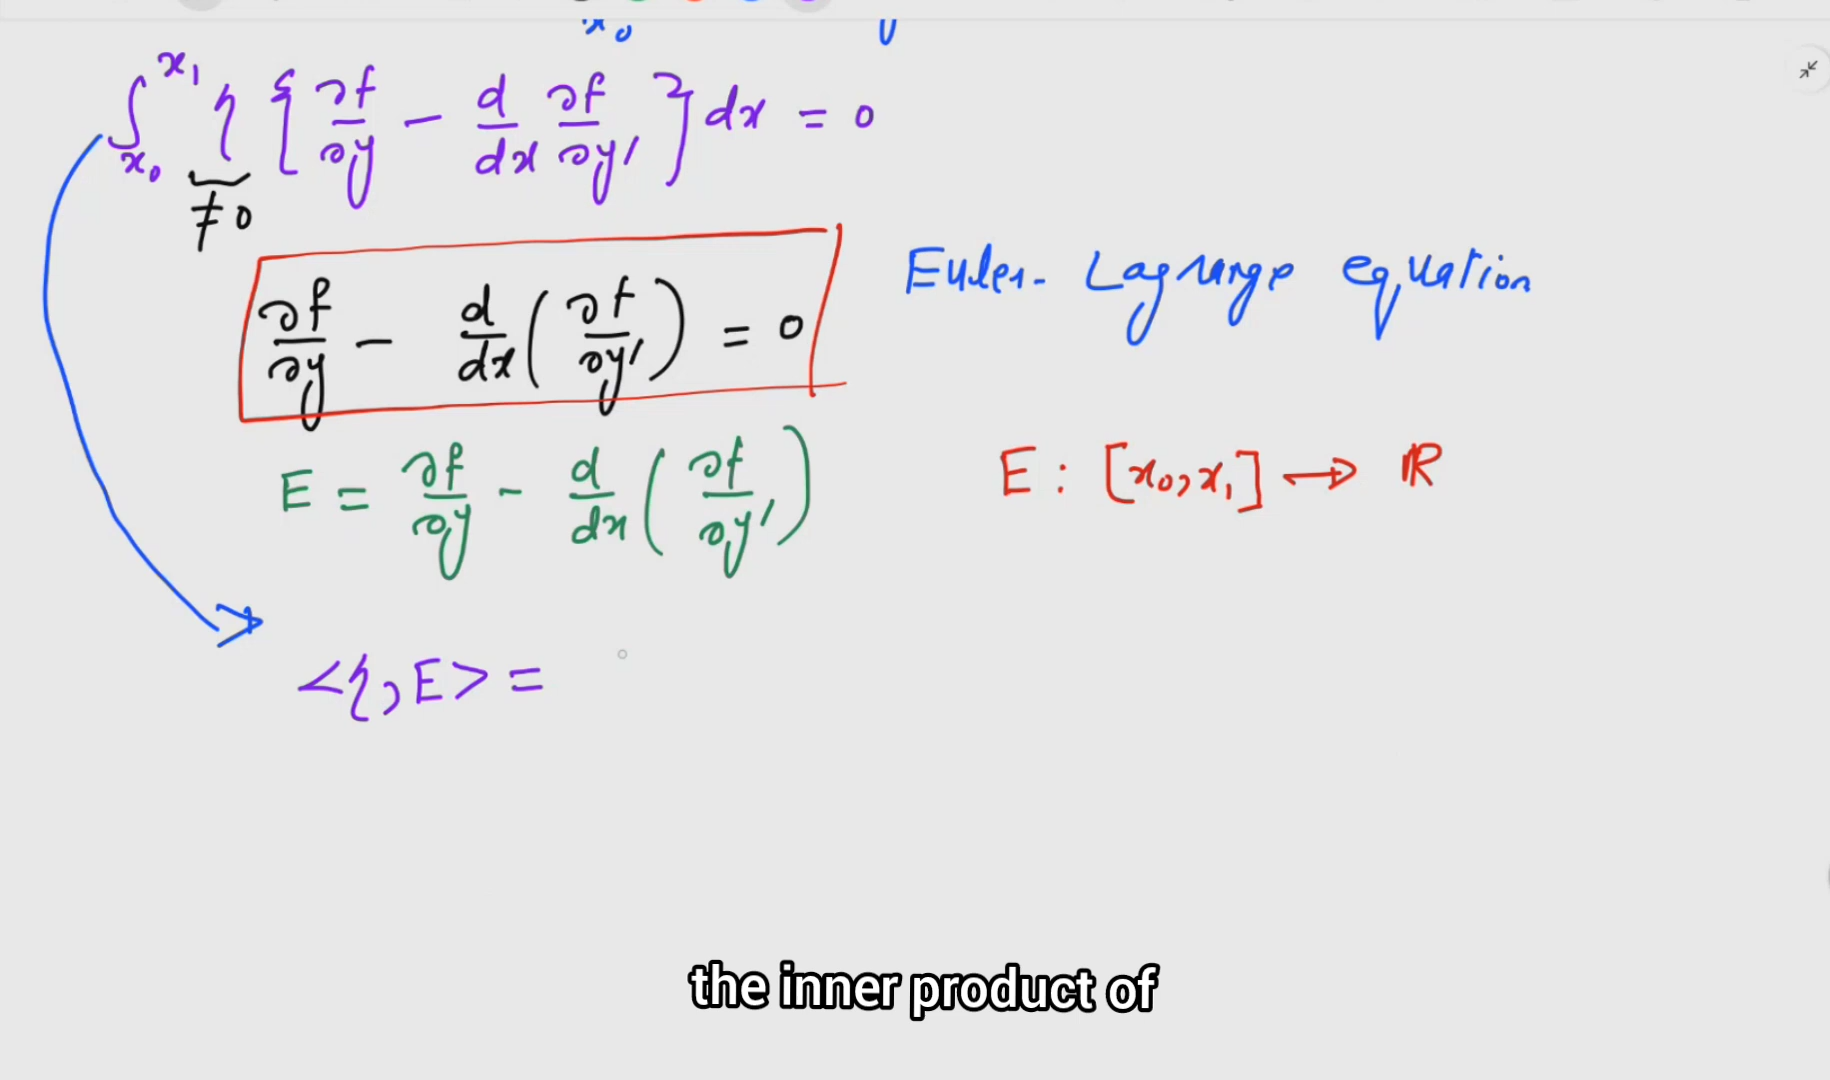 ∫_{x₀}^{x₁} η { ∂f/∂y − d/dx ∂f/∂y′ } dx = 0
≠ 0
∂f/∂y − d/dx ( ∂f/∂y′ ) = 0
Euler-Lagrange equation
E = ∂f/∂y − d/dx ( ∂f/∂y′ )
E : [x₀, x₁] → ℝ
<η, E> =
the inner product of